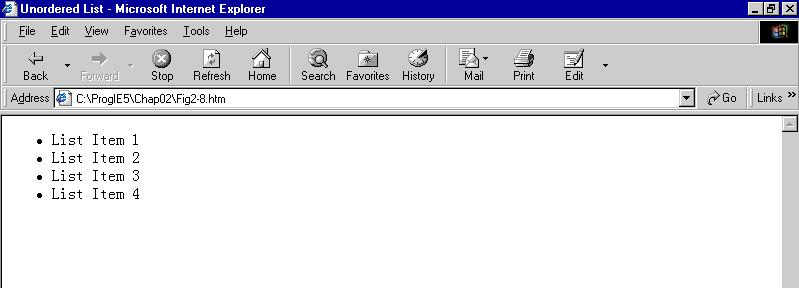 Unordered List - Microsoft Internet Explorer
File Edit View Favorites Tools Help
Back Forward Stop Refresh Home Search Favorites History Mail Print Edit
Address C:\ProgIE5\Chap02\Fig2-8.htm Go Links »
• List Item 1
• List Item 2
• List Item 3
• List Item 4